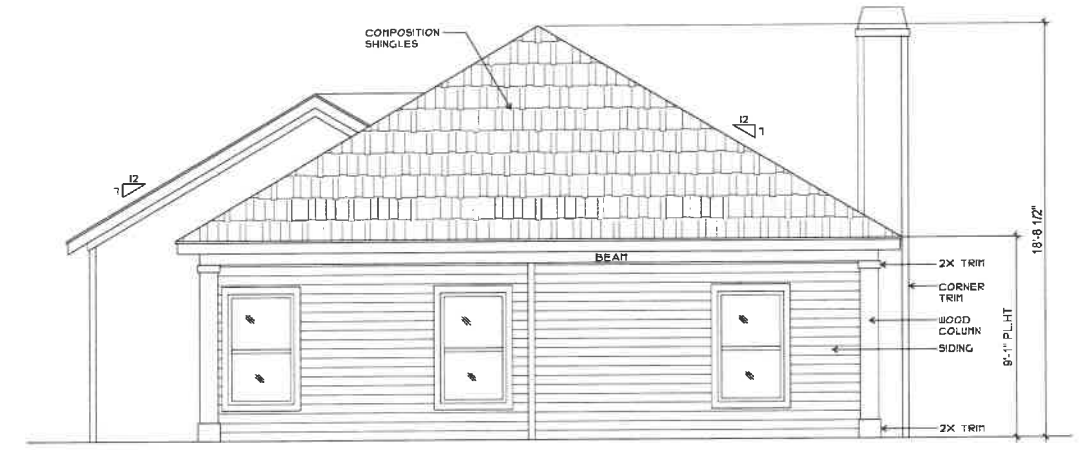 COMPOSITION
SHINGLES
12
7
12
7
BEAM
2X TRIM
CORNER
TRIM
WOOD
COLUMN
SIDING
2X TRIM
9'-1" PL.HT
18'-8 1/2"